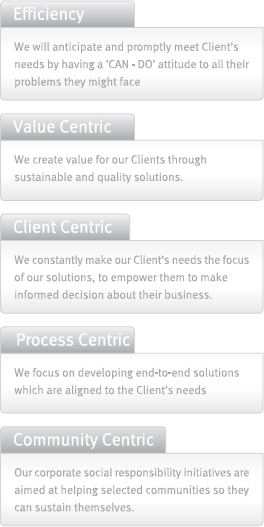 Efficiency
We will anticipate and promptly meet Client's
needs by having a 'CAN - DO' attitude to all their
problems they might face
Value Centric
We create value for our Clients through
sustainable and quality solutions.
Client Centric
We constantly make our Client's needs the focus
of our solutions, to empower them to make
informed decision about their business.
Process Centric
We focus on developing end-to-end solutions
which are aligned to the Client's needs
Community Centric
Our corporate social responsibility initiatives are
aimed at helping selected communities so they
can sustain themselves.